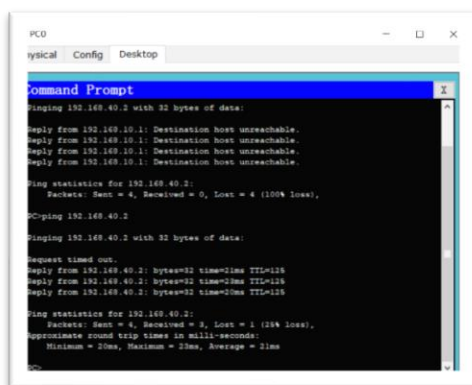 PC0
ysical Config Desktop
Command Prompt X
Pinging 192.168.40.2 with 32 bytes of data:
Reply from 192.168.10.1: Destination host unreachable.
Reply from 192.168.10.1: Destination host unreachable.
Reply from 192.168.10.1: Destination host unreachable.
Reply from 192.168.10.1: Destination host unreachable.
Ping statistics for 192.168.40.2:
Packets: Sent = 4, Received = 0, Lost = 4 (100% loss),
PC>ping 192.168.40.2
Pinging 192.168.40.2 with 32 bytes of data:
Request timed out.
Reply from 192.168.40.2: bytes=32 time=21ms TTL=125
Reply from 192.168.40.2: bytes=32 time=23ms TTL=125
Reply from 192.168.40.2: bytes=32 time=20ms TTL=125
Ping statistics for 192.168.40.2:
Packets: Sent = 4, Received = 3, Lost = 1 (25% loss),
Approximate round trip times in milli-seconds:
Minimum = 20ms, Maximum = 23ms, Average = 21ms
PC>